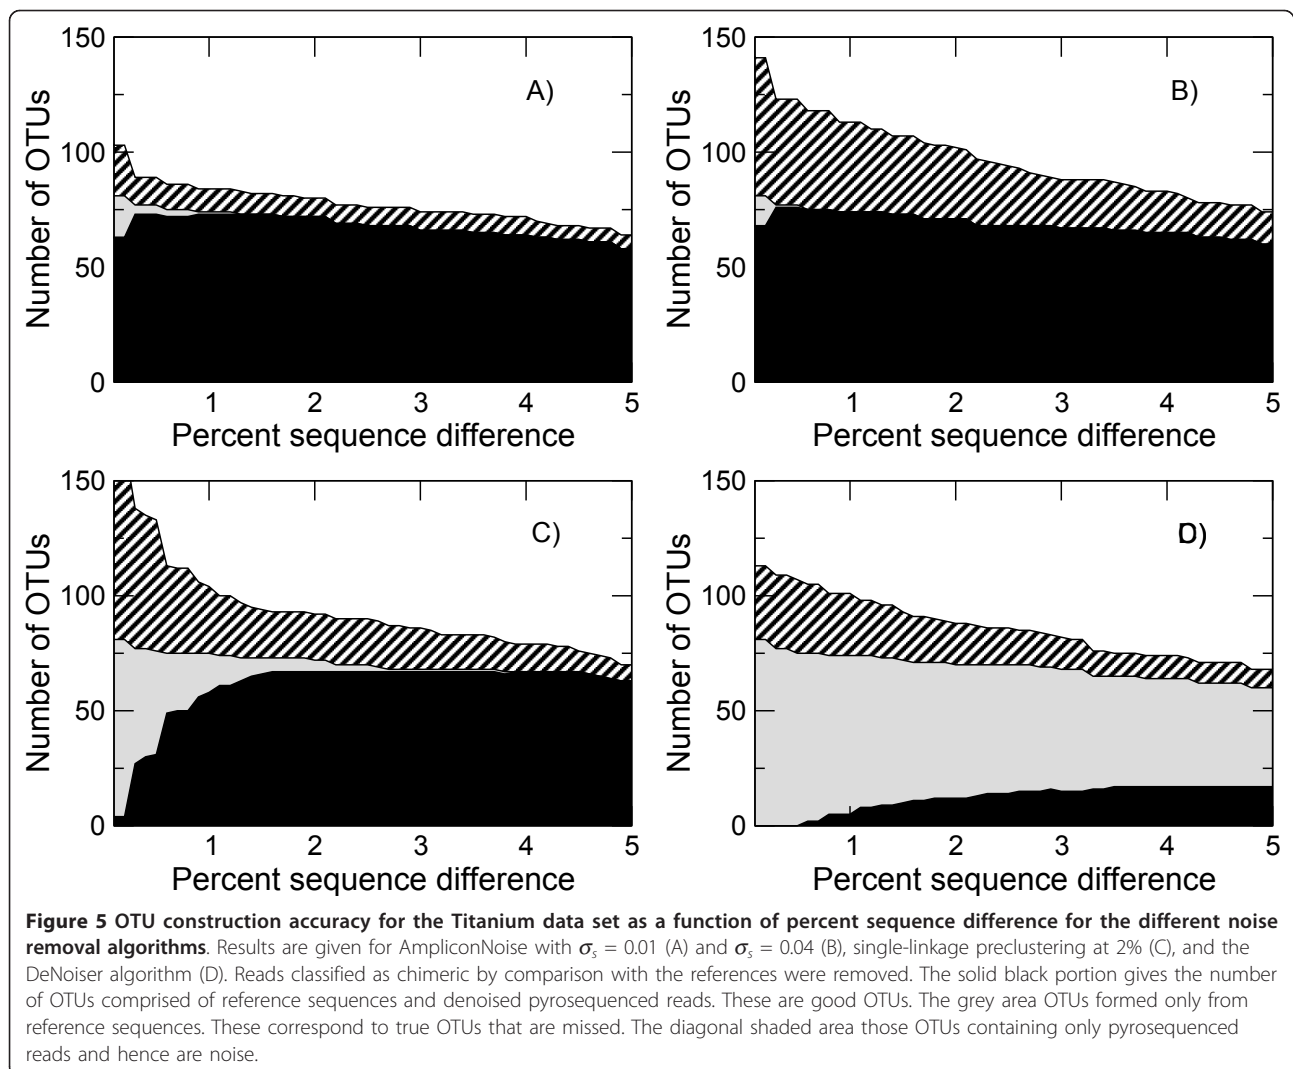 150
100
50
0
Number of OTUs
A)
1 2 3 4 5
Percent sequence difference
150
100
50
0
Number of OTUs
B)
1 2 3 4 5
Percent sequence difference
150
100
50
0
Number of OTUs
C)
1 2 3 4 5
Percent sequence difference
150
100
50
0
Number of OTUs
D)
1 2 3 4 5
Percent sequence difference
Figure 5 OTU construction accuracy for the Titanium data set as a function of percent sequence difference for the different noise
removal algorithms. Results are given for AmpliconNoise with σs = 0.01 (A) and σs = 0.04 (B), single-linkage preclustering at 2% (C), and the
DeNoiser algorithm (D). Reads classified as chimeric by comparison with the references were removed. The solid black portion gives the number
of OTUs comprised of reference sequences and denoised pyrosequenced reads. These are good OTUs. The grey area OTUs formed only from
reference sequences. These correspond to true OTUs that are missed. The diagonal shaded area those OTUs containing only pyrosequenced
reads and hence are noise.